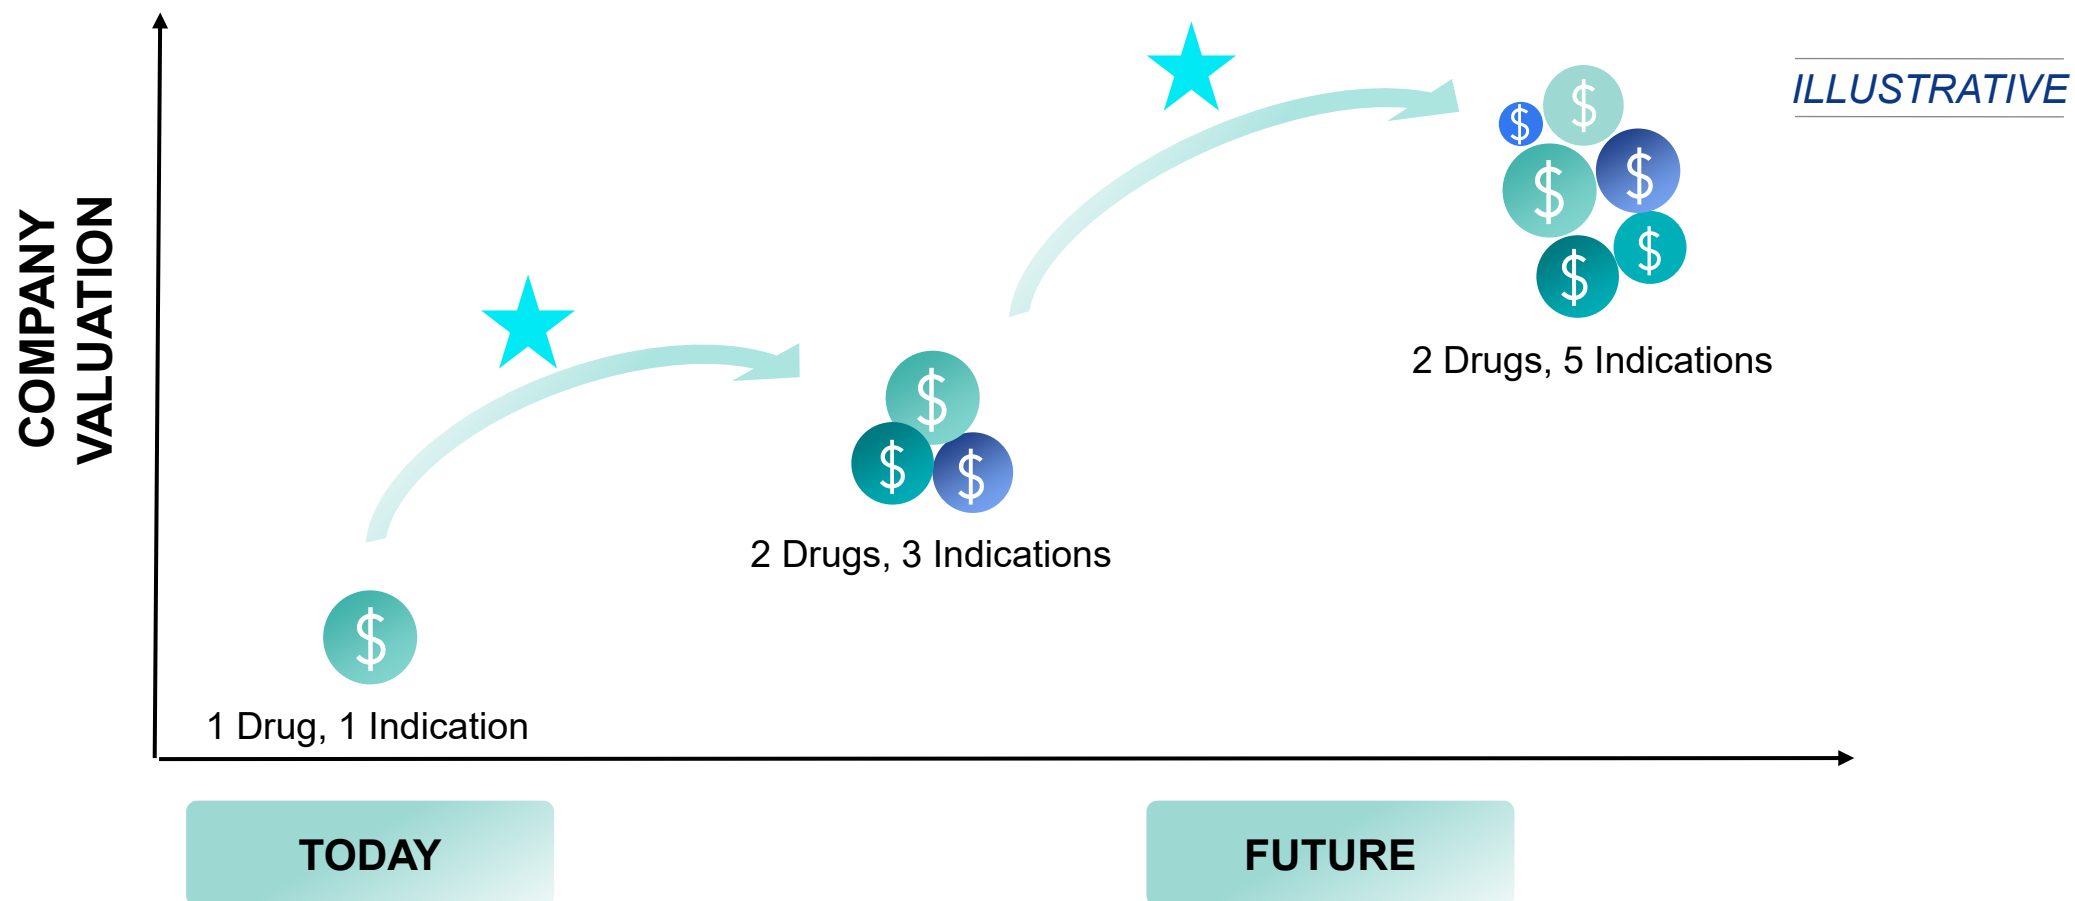 COMPANY
VALUATION
ILLUSTRATIVE
$
$
$
$
$
$
2 Drugs, 5 Indications
$
$
$
2 Drugs, 3 Indications
$
1 Drug, 1 Indication
TODAY
FUTURE